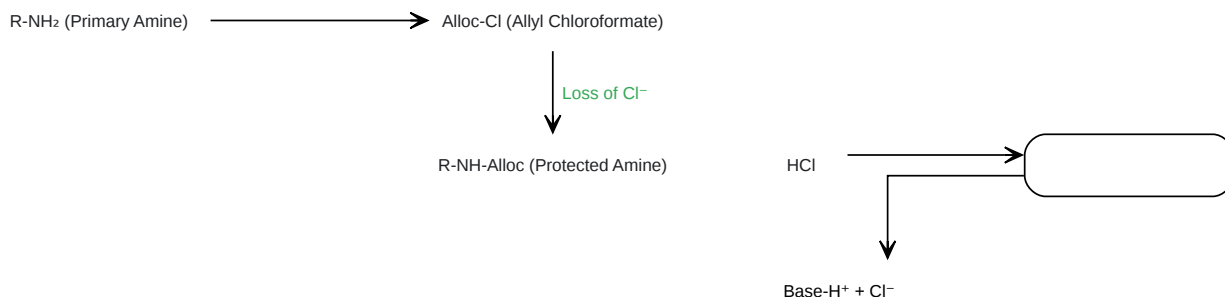 R-NH₂ (Primary Amine)
Alloc-Cl (Allyl Chloroformate)
Loss of Cl⁻
R-NH-Alloc (Protected Amine)
HCl
Base-H⁺ + Cl⁻